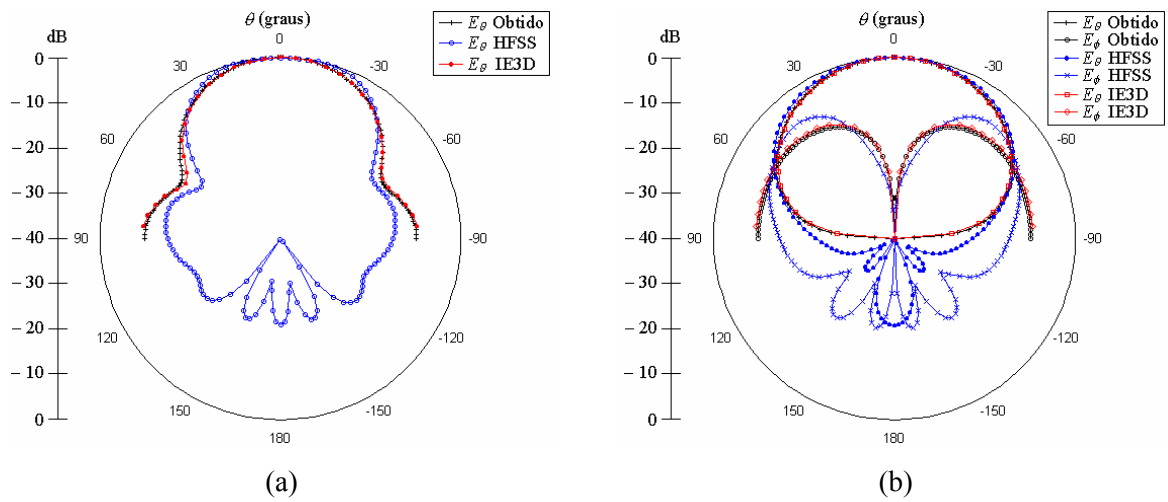 θ (graus)
dB
0
− 10
− 20
− 30
− 40
− 30
− 20
− 10
0
0
30
-30
60
-60
90
-90
120
-120
150
-150
180
Eθ Obtido
Eθ HFSS
Eθ IE3D
(a)
θ (graus)
dB
0
− 10
− 20
− 30
− 40
− 30
− 20
− 10
0
0
30
-30
60
-60
90
-90
120
-120
150
-150
180
Eθ Obtido
Eϕ Obtido
Eθ HFSS
Eϕ HFSS
Eθ IE3D
Eϕ IE3D
(b)